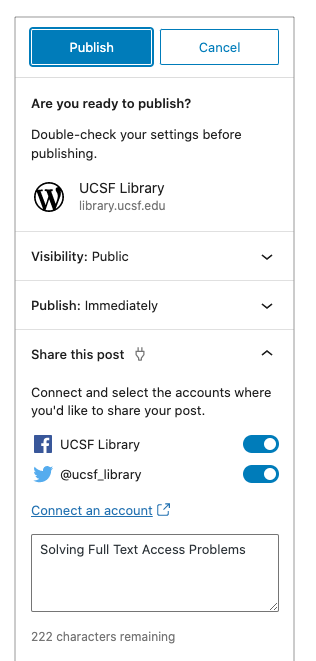 Publish
Cancel
Are you ready to publish?
Double-check your settings before
publishing.
UCSF Library
library.ucsf.edu
Visibility: Public
Publish: Immediately
Share this post
Connect and select the accounts where
you'd like to share your post.
UCSF Library
@ucsf_library
Connect an account
Solving Full Text Access Problems
222 characters remaining